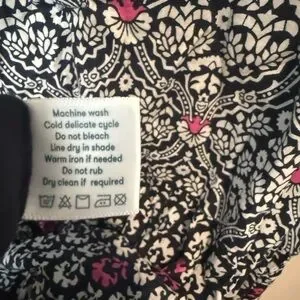 Machine wash
Cold delicate cycle
Do not bleach
Line dry in shade
Warm iron if needed
Do not rub
Dry clean if required